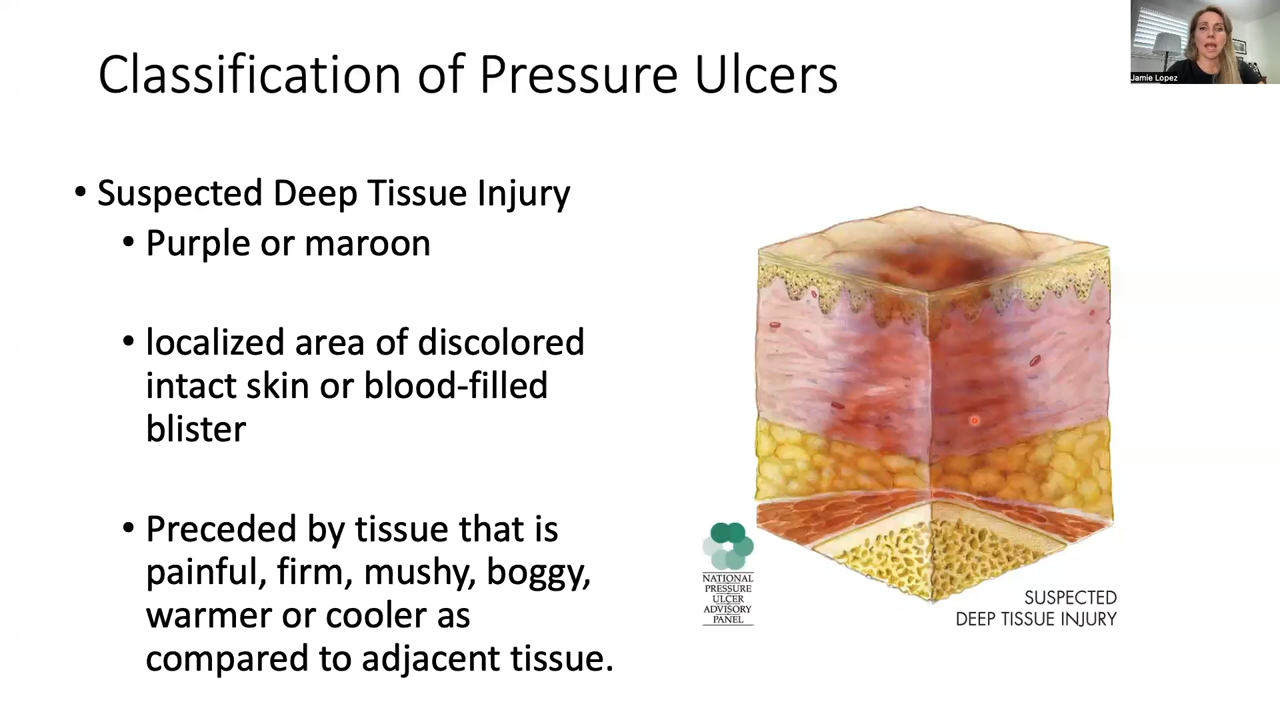 Classification of Pressure Ulcers
Jamie Lopez
• Suspected Deep Tissue Injury
• Purple or maroon
• localized area of discolored
intact skin or blood-filled
blister
• Preceded by tissue that is
painful, firm, mushy, boggy,
warmer or cooler as
compared to adjacent tissue.
NATIONAL
PRESSURE
ULCER
ADVISORY
PANEL
SUSPECTED
DEEP TISSUE INJURY